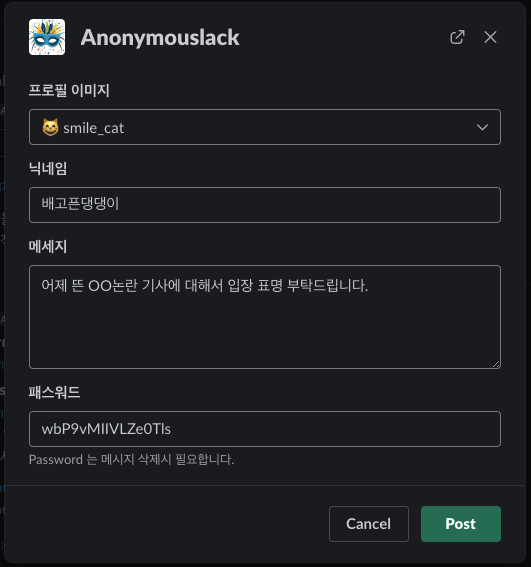 Anonymouslack
프로필 이미지
smile_cat
닉네임
배고픈댕댕이
메세지
어제 뜬 OO논란 기사에 대해서 입장 표명 부탁드립니다.
패스워드
wbP9vMIIVLZe0Tls
Password 는 메시지 삭제시 필요합니다.
Cancel
Post